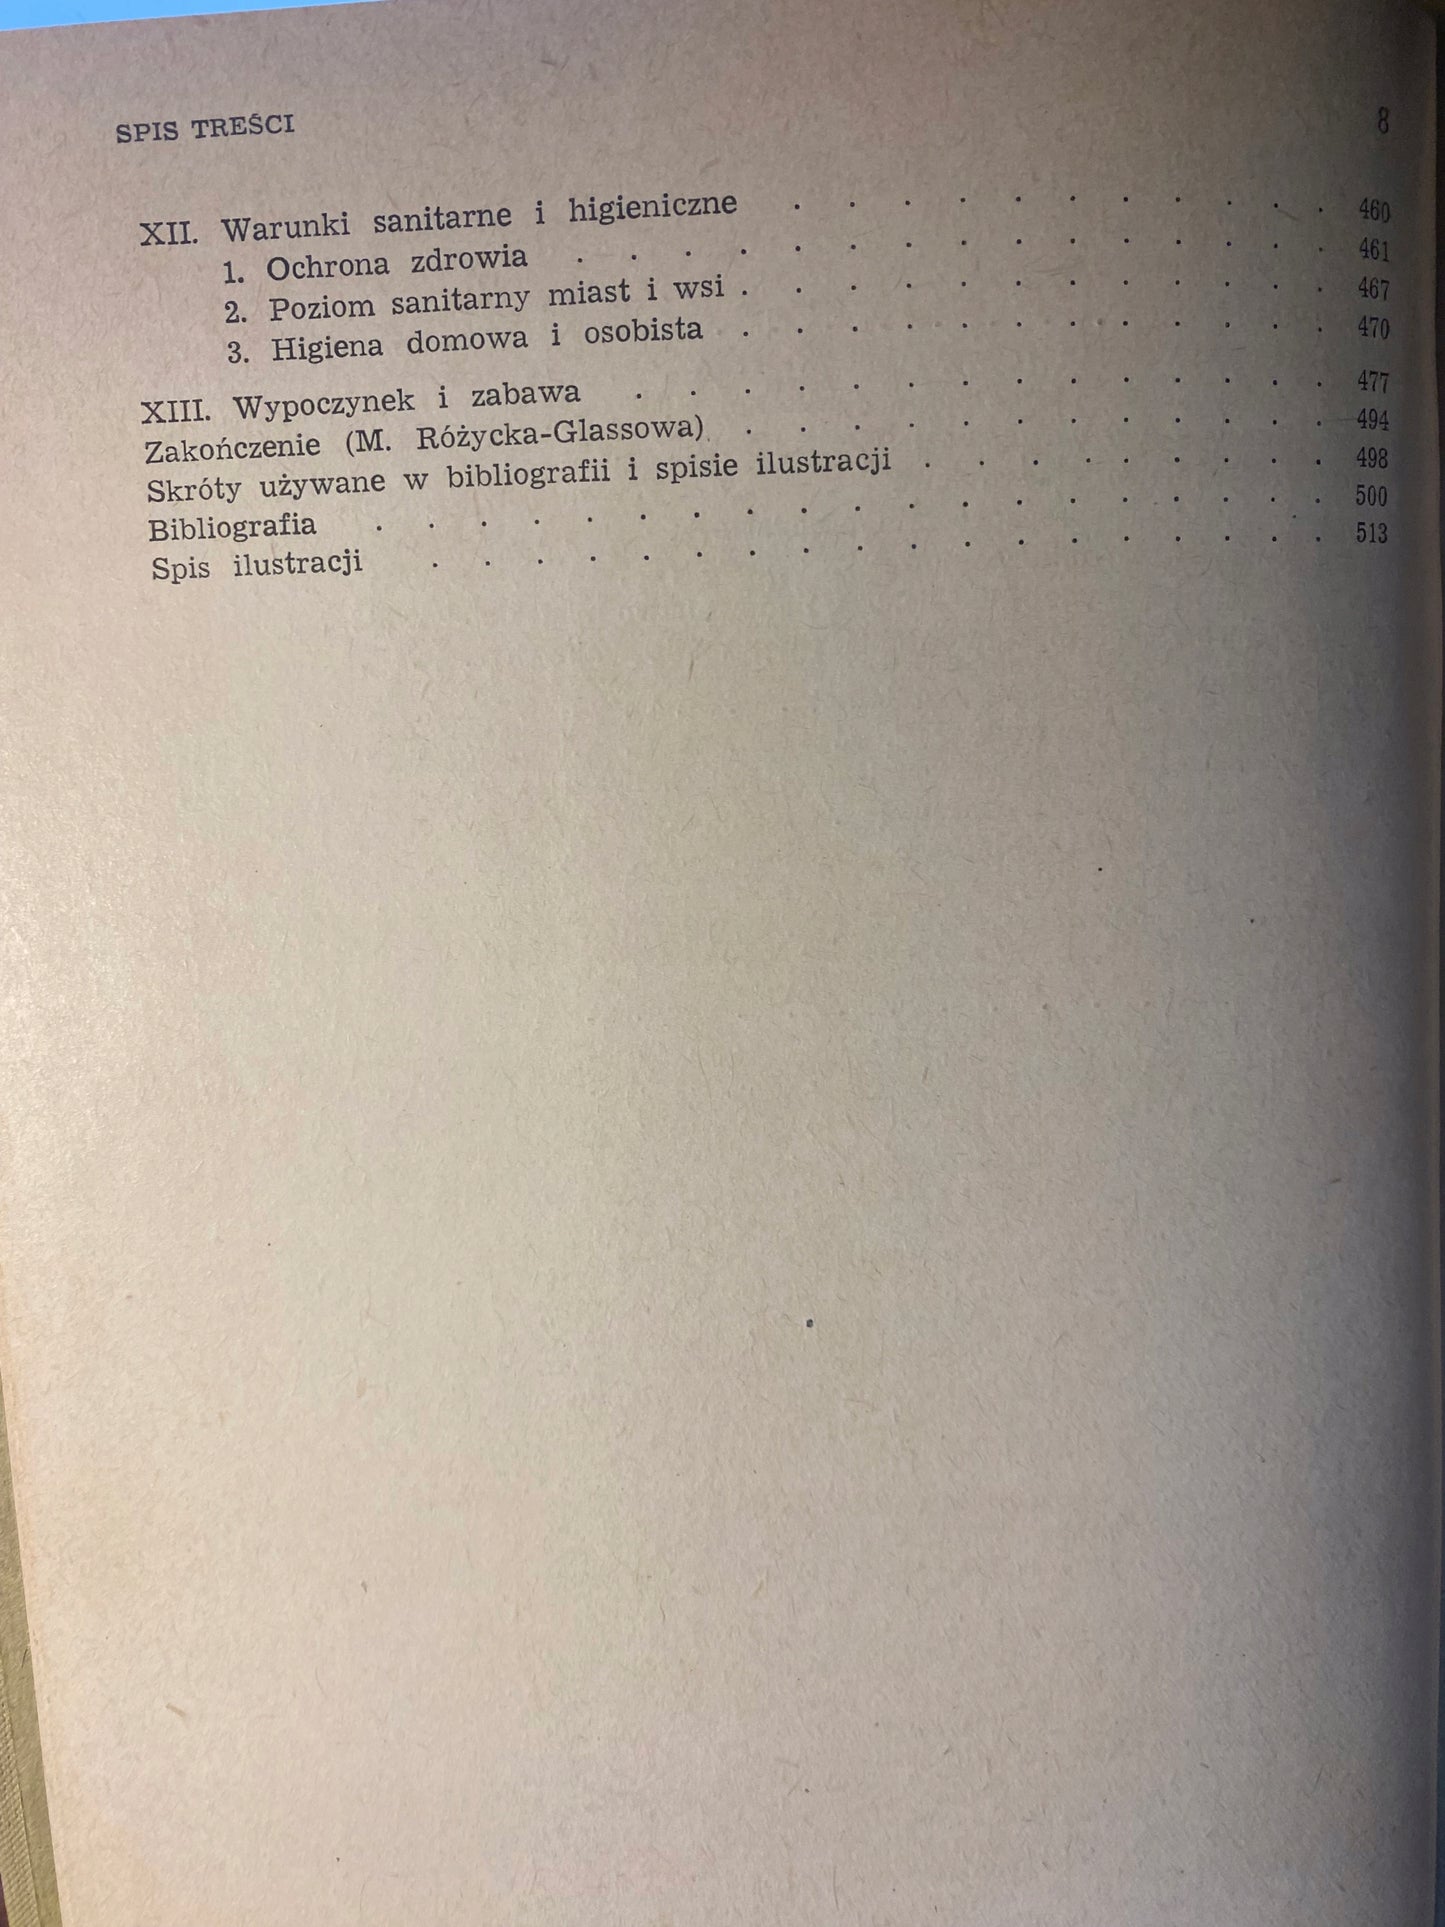 SPIS TREŚCI 8
XII. Warunki sanitarne i higieniczne . . . . . . . . . . . 460
1. Ochrona zdrowia . . . . . . . . . . . . . . . 461
2. Poziom sanitarny miast i wsi . . . . . . . . . . . . 467
3. Higiena domowa i osobista . . . . . . . . . . . . 470
XIII. Wypoczynek i zabawa . . . . . . . . . . . . . . 477
Zakończenie (M. Różycka-Glassowa) . . . . . . . . . . . . 494
Skróty używane w bibliografii i spisie ilustracji . . . . . . . . . 498
Bibliografia . . . . . . . . . . . . . . . . . . . 500
Spis ilustracji . . . . . . . . . . . . . . . . . . 513